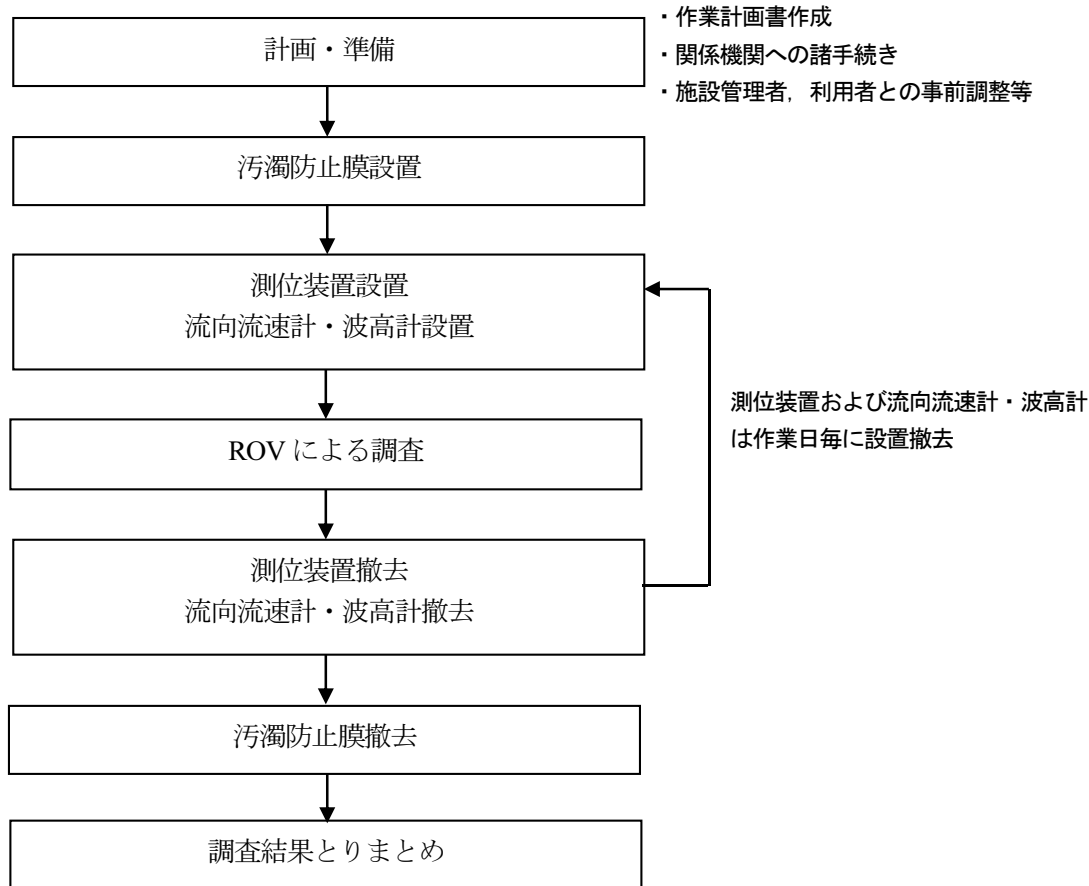 計画・準備
・作業計画書作成
・関係機関への諸手続き
・施設管理者，利用者との事前調整等
汚濁防止膜設置
測位装置設置
流向流速計・波高計設置
測位装置および流向流速計・波高計
は作業日毎に設置撤去
ROV による調査
測位装置撤去
流向流速計・波高計撤去
汚濁防止膜撤去
調査結果とりまとめ